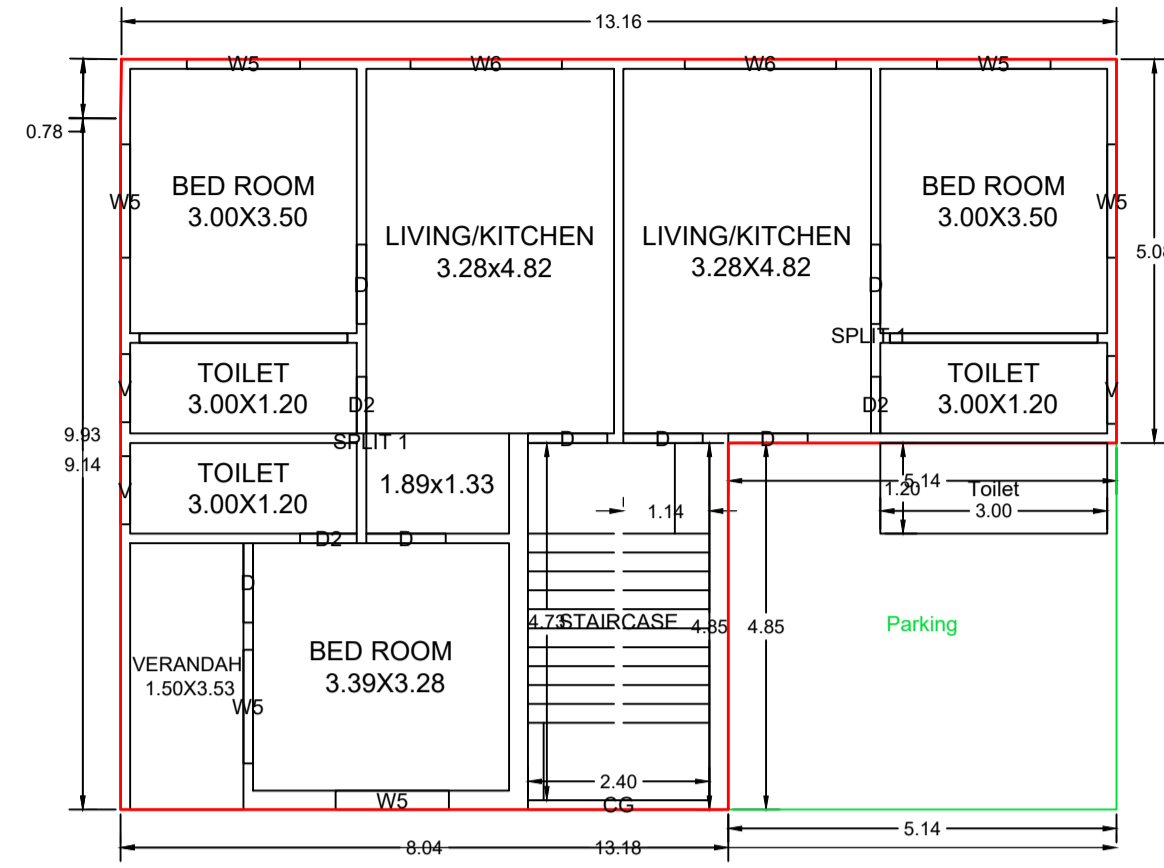 13.16
W5
W6
W6
W5
0.78
BED ROOM
3.00X3.50
BED ROOM
3.00X3.50
W5
W5
LIVING/KITCHEN
3.28x4.82
LIVING/KITCHEN
3.28X4.82
5.08
D
D
SPLIT 1
TOILET
3.00X1.20
TOILET
3.00X1.20
V
V
D2
D2
9.93
9.14
SPLIT 1
D
D
D
TOILET
3.00X1.20
1.89x1.33
V
5.14
1.20
Toilet
3.00
1.14
D2
D
D
4.73
STAIRCASE
4.85
4.85
Parking
BED ROOM
3.39X3.28
VERANDAH
1.50X3.53
W5
2.40
W5
CG
5.14
8.04
13.18